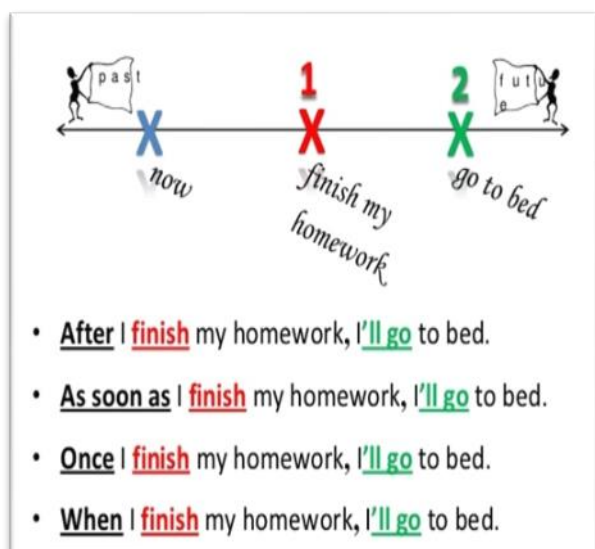 past
1
2
futu
e
now
finish my
homework
go to bed
• After I finish my homework, I'll go to bed.
• As soon as I finish my homework, I'll go to bed.
• Once I finish my homework, I'll go to bed.
• When I finish my homework, I'll go to bed.